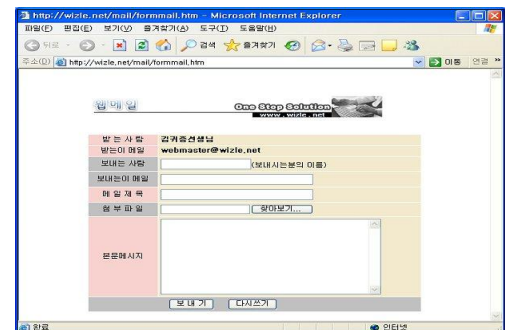 http://wizle.net/mail/formmail.htm - Microsoft Internet Explorer
파일(F) 편집(E) 보기(V) 즐겨찾기(A) 도구(T) 도움말(H)
뒤로 검색 즐겨찾기
주소(D) http://wizle.net/mail/formmail.htm 이동 연결 »
웹 메 일 One Stop Solution
www.wizle.net
받 는 사 람 김귀중선생님
받는이 메일 webmaster@wizle.net
보내는 사람 (보내시는분의 이름)
보내는이 메일
메 일 제 목
첨 부 파 일 찾아보기...
본문메시지
보 내 기 다시쓰기
완료 인터넷